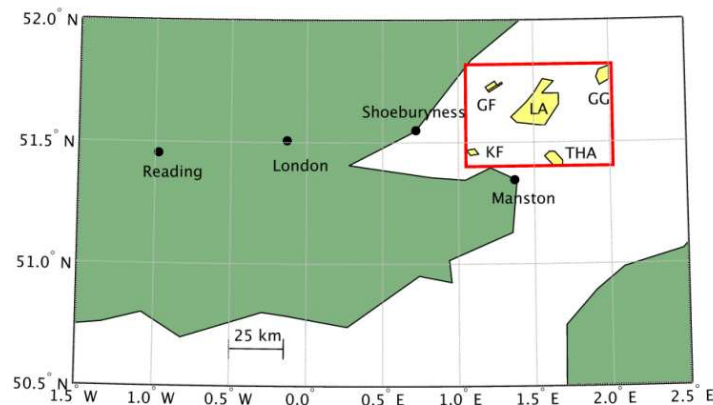 52.0° N
Shoeburyness
GF
LA
GG
51.5° N
Reading
London
KF
THA
Manston
51.0° N
25 km
50.5° N
1.5° W
1.0° W
0.5° W
0.0° E
0.5° E
1.0° E
1.5° E
2.0° E
2.5° E